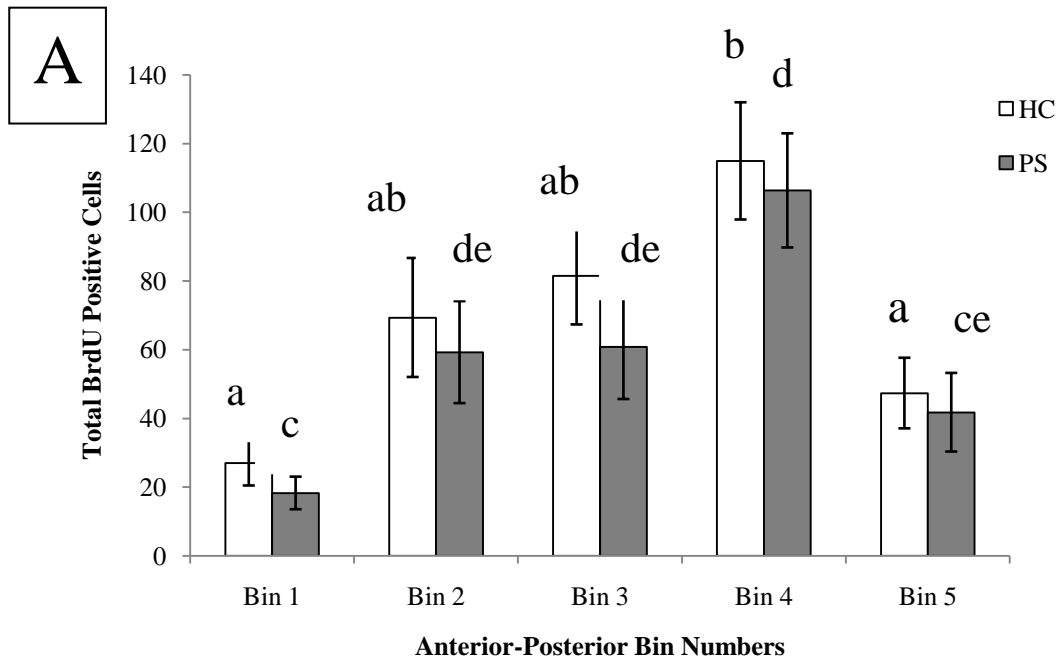 A
Total BrdU Positive Cells
140
120
100
80
60
40
20
0
a
c
ab
de
ab
de
b
d
a
ce
HC
PS
Bin 1 Bin 2 Bin 3 Bin 4 Bin 5
Anterior-Posterior Bin Numbers